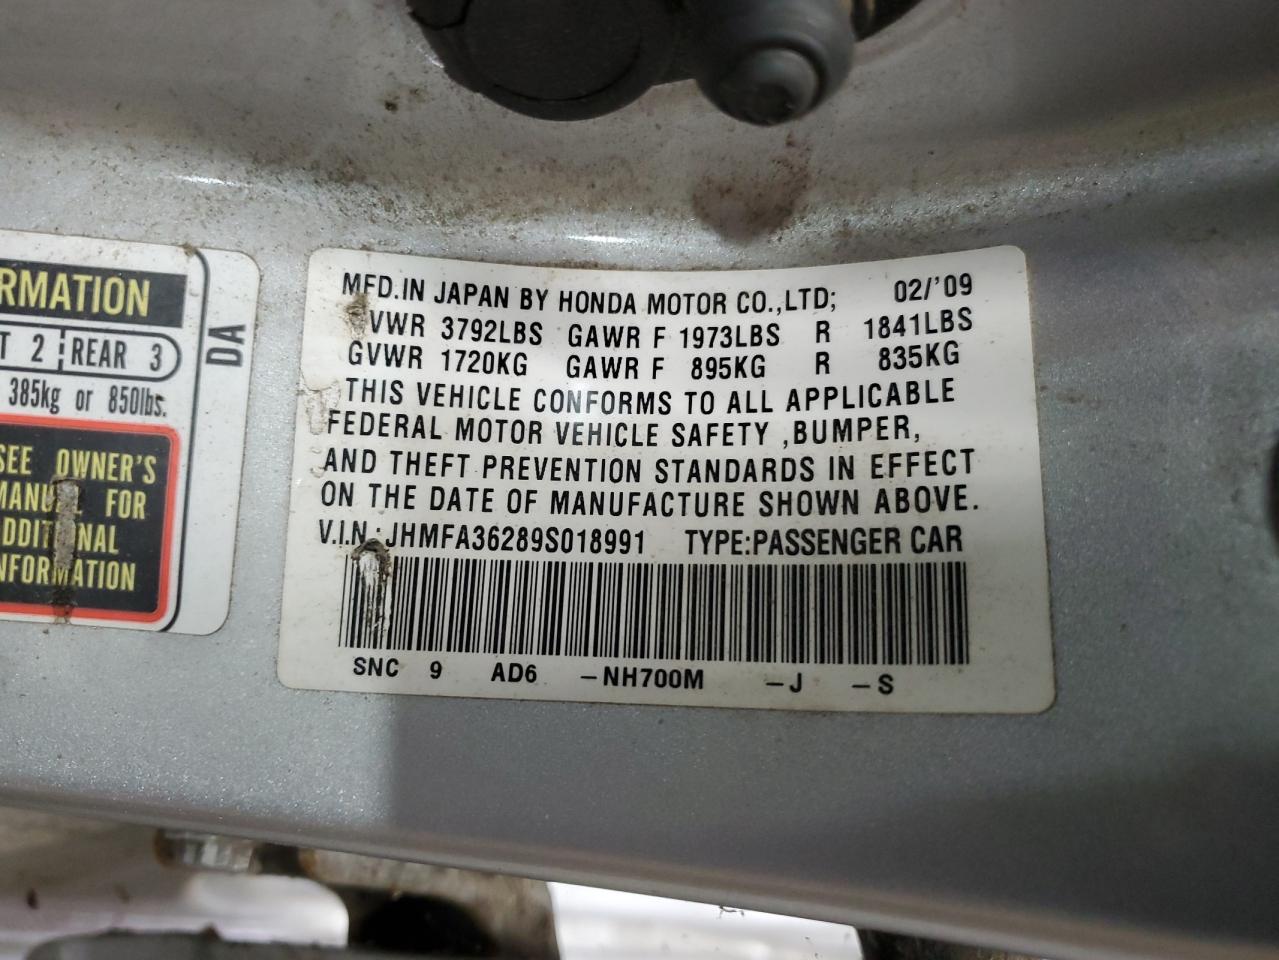 RMATION
T 2 REAR 3
385kg or 850lbs.
DA
SEE OWNER'S
MANUAL FOR
ADDITIONAL
INFORMATION
MFD.IN JAPAN BY HONDA MOTOR CO.,LTD; 02/'09
VWR 3792LBS GAWR F 1973LBS R 1841LBS
GVWR 1720KG GAWR F 895KG R 835KG
THIS VEHICLE CONFORMS TO ALL APPLICABLE
FEDERAL MOTOR VEHICLE SAFETY ,BUMPER,
AND THEFT PREVENTION STANDARDS IN EFFECT
ON THE DATE OF MANUFACTURE SHOWN ABOVE.
V.I.N.: JHMFA36289S018991 TYPE:PASSENGER CAR
SNC 9 AD6 -NH700M -J -S